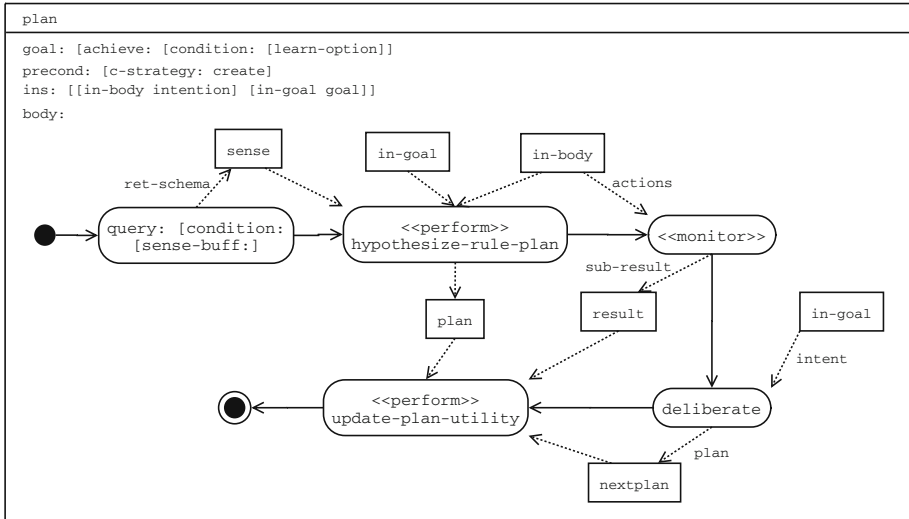 plan
goal: [achieve: [condition: [learn-option]]
precond: [c-strategy: create]
ins: [[in-body intention] [in-goal goal]]
body:
sense
in-goal
in-body
ret-schema
actions
query: [condition:
[sense-buff:]
<<perform>>
hypothesize-rule-plan
<<monitor>>
sub-result
plan
result
in-goal
intent
<<perform>>
update-plan-utility
deliberate
plan
nextplan